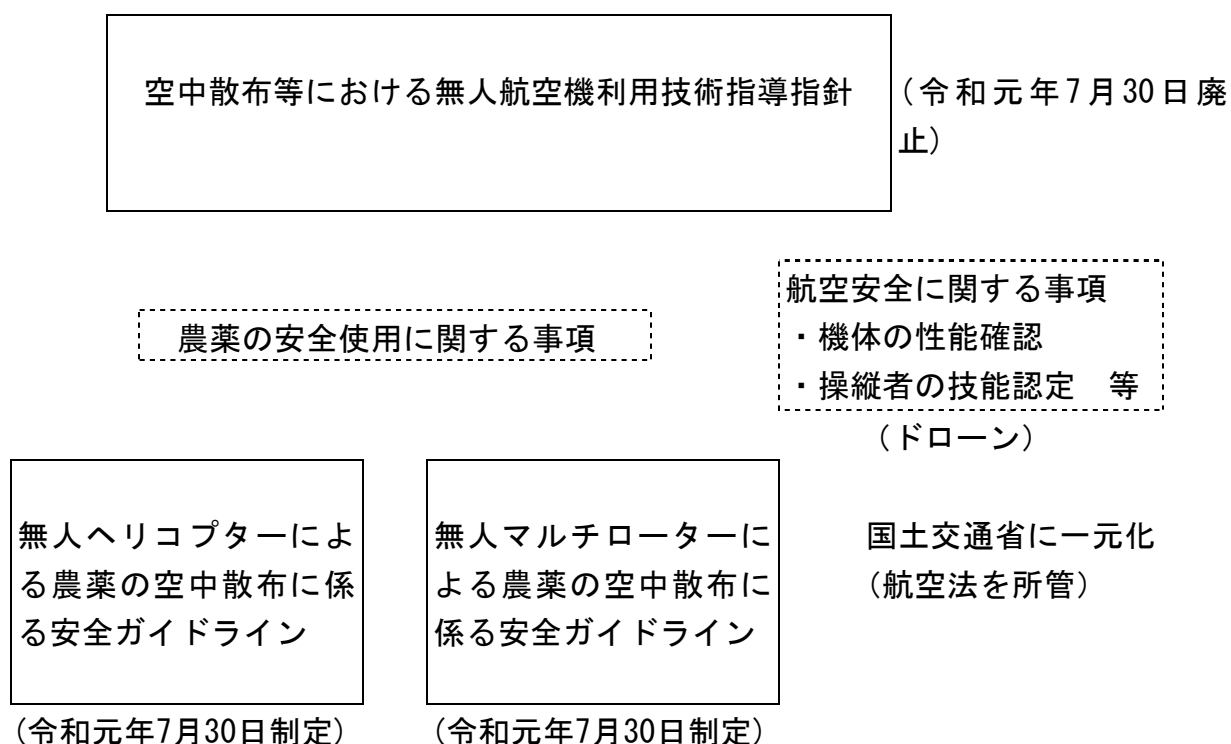 空中散布等における無人航空機利用技術指導指針
(令和元年7月30日廃
止)
農薬の安全使用に関する事項
航空安全に関する事項
・機体の性能確認
・操縦者の技能認定　等
(ドローン)
無人ヘリコプターによ
る農薬の空中散布に係
る安全ガイドライン
(令和元年7月30日制定)
無人マルチローターに
よる農薬の空中散布に
係る安全ガイドライン
(令和元年7月30日制定)
国土交通省に一元化
(航空法を所管)